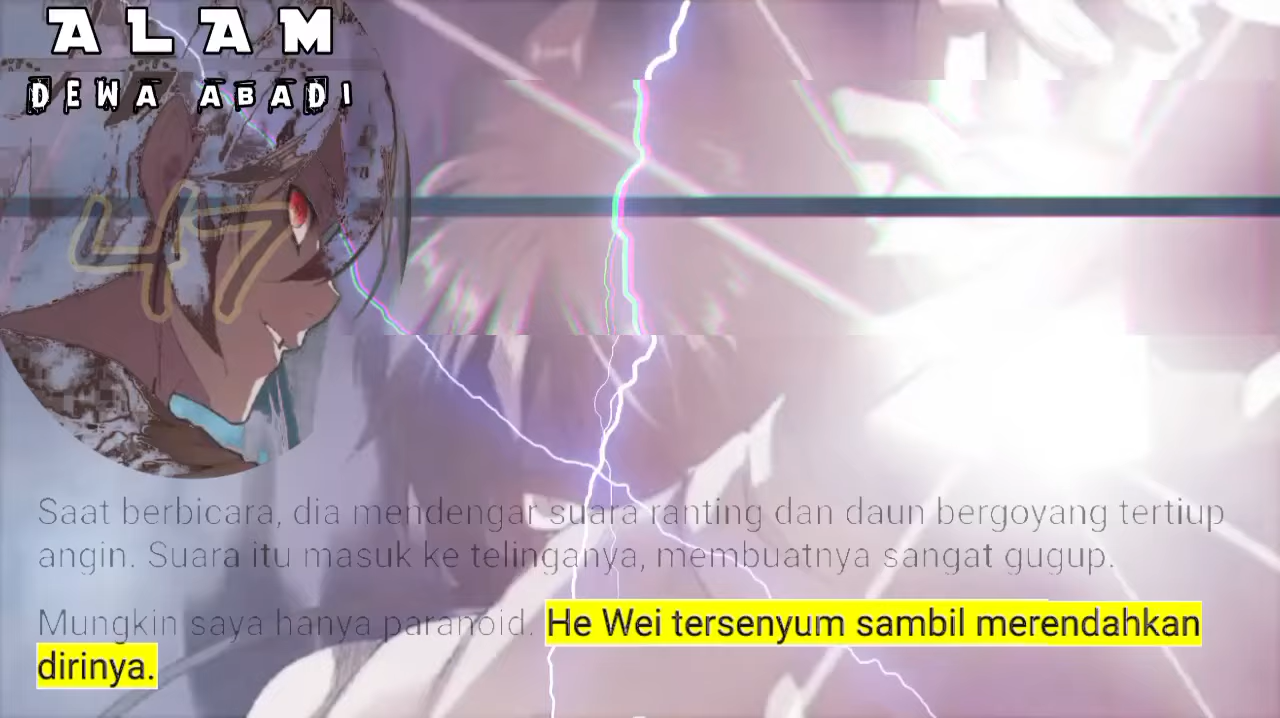 ALAM
DEWA ABADI
47
Saat berbicara, dia mendengar suara ranting dan daun bergoyang tertiup
angin. Suara itu masuk ke telinganya, membuatnya sangat gugup.
Mungkin saya hanya paranoid. He Wei tersenyum sambil merendahkan
dirinya.